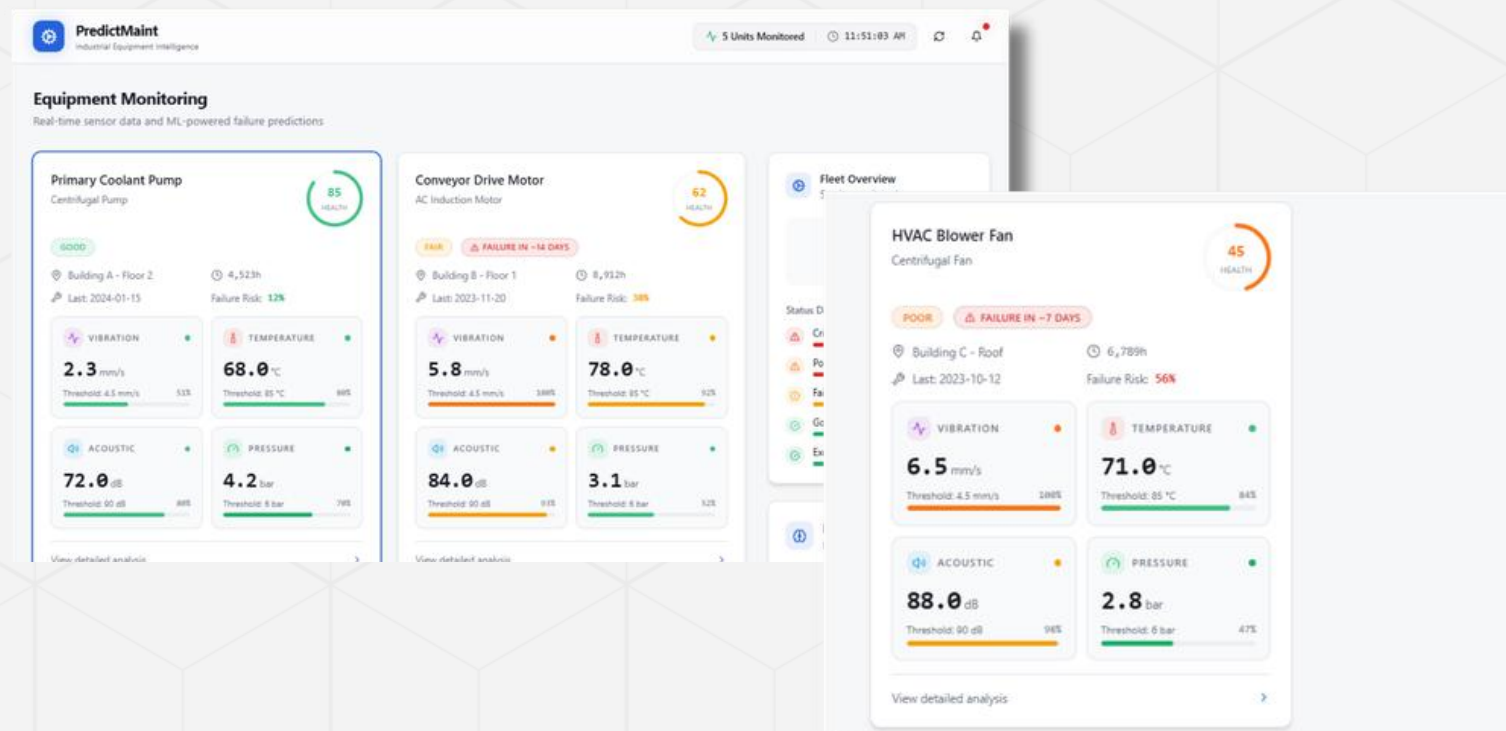 PredictMaint
Industrial Equipment Intelligence
5 Units Monitored
11:51:03 AM
Equipment Monitoring
Real-time sensor data and ML-powered failure predictions
Primary Coolant Pump
Centrifugal Pump
85
HEALTH
GOOD
Building A - Floor 2
4,523h
Last: 2024-01-15
Failure Risk: 12%
VIBRATION
2.3 mm/s
Threshold: 4.5 mm/s 51%
TEMPERATURE
68.0 °C
Threshold: 85 °C 80%
ACOUSTIC
72.0 dB
Threshold: 90 dB 80%
PRESSURE
4.2 bar
Threshold: 6 bar 70%
View detailed analysis
Conveyor Drive Motor
AC Induction Motor
62
HEALTH
FAIR
FAILURE IN ~14 DAYS
Building B - Floor 1
8,912h
Last: 2023-11-20
Failure Risk: 38%
VIBRATION
5.8 mm/s
Threshold: 4.5 mm/s 100%
TEMPERATURE
78.0 °C
Threshold: 85 °C 92%
ACOUSTIC
84.0 dB
Threshold: 90 dB 93%
PRESSURE
3.1 bar
Threshold: 6 bar 52%
View detailed analysis
Fleet Overview
Status D
Cr
Po
Fai
Go
Ex
HVAC Blower Fan
Centrifugal Fan
45
HEALTH
POOR
FAILURE IN ~7 DAYS
Building C - Roof
6,789h
Last: 2023-10-12
Failure Risk: 56%
VIBRATION
6.5 mm/s
Threshold: 4.5 mm/s 100%
TEMPERATURE
71.0 °C
Threshold: 85 °C 84%
ACOUSTIC
88.0 dB
Threshold: 90 dB 98%
PRESSURE
2.8 bar
Threshold: 6 bar 47%
View detailed analysis